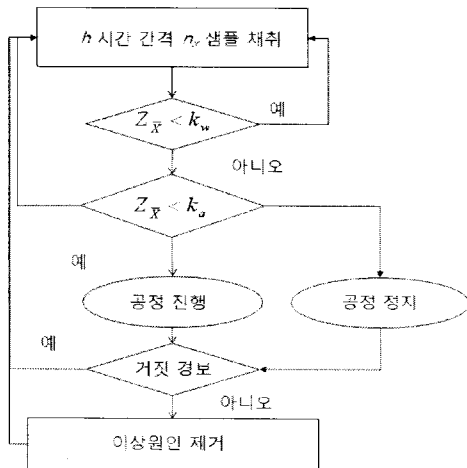 h 시간 간격 nᵥ 샘플 채취
예
Z_X̄ < k_w
아니오
Z_X̄ < k_a
예
공정 진행
공정 정지
예
거짓 경보
아니오
이상원인 제거